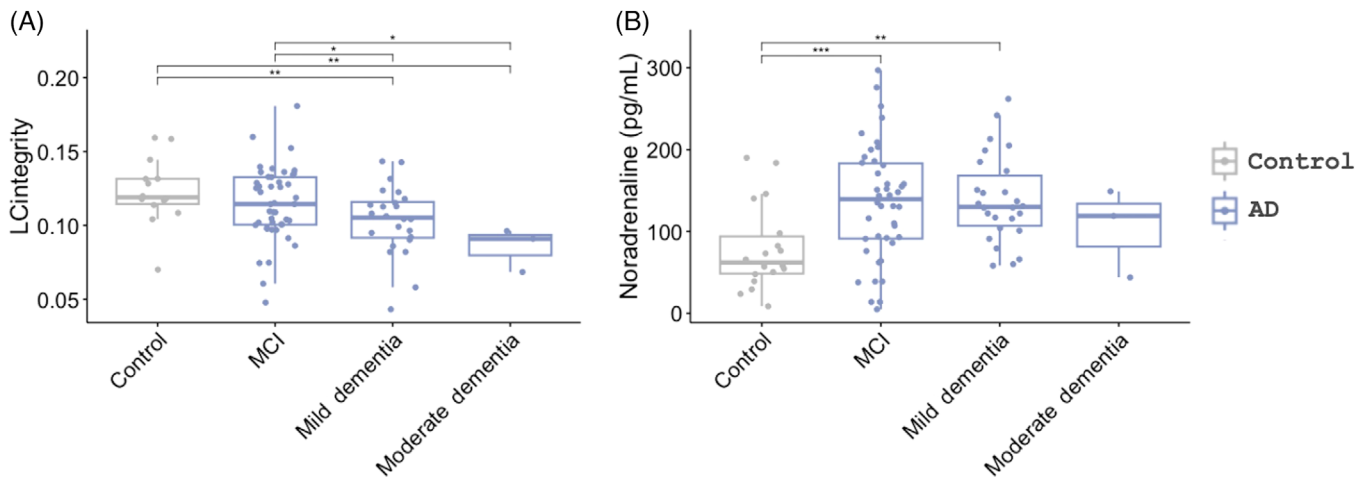 (A)
LCintegrity
0.20
0.15
0.10
0.05
*
*
**
**
Control
MCI
Mild dementia
Moderate dementia
(B)
Noradrenaline (pg/mL)
300
200
100
0
**
***
Control
MCI
Mild dementia
Moderate dementia
Control
AD